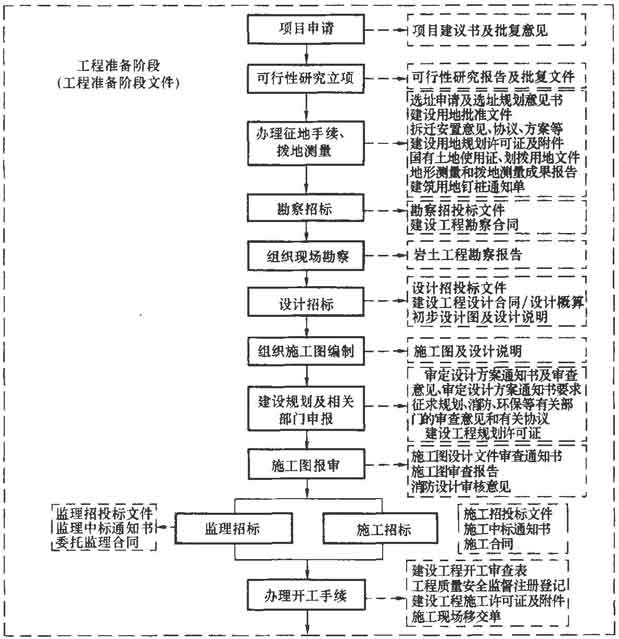 项目申请
项目建议书及批复意见
工程准备阶段
(工程准备阶段文件)
可行性研究立项
可行性研究报告及批复文件
办理征地手续、
拨地测量
选址申请及选址规划意见书
建设用地批准文件
拆迁安置意见、协议、方案等
建设用地规划许可证及附件
国有土地使用证、划拨用地文件
地形测量和拨地测量成果报告
建筑用地钉桩通知单
勘察招标
勘察招投标文件
建设工程勘察合同
组织现场勘察
岩土工程勘察报告
设计招标
设计招投标文件
建设工程设计合同/设计概算
初步设计图及设计说明
组织施工图编制
施工图及设计说明
建设规划及相关
部门申报
审定设计方案通知书及审查
意见、审定设计方案通知书要求
征求规划、消防、环保等有关部
门的审查意见和有关协议
建设工程规划许可证
施工图报审
施工图设计文件审查通知书
施工图审查报告
消防设计审核意见
监理招投标文件
监理中标通知书
委托监理合同
监理招标
施工招标
施工招投标文件
施工中标通知书
施工合同
办理开工手续
建设工程开工审查表
工程质量安全监督注册登记
建设工程施工许可证及附件
施工现场移交单